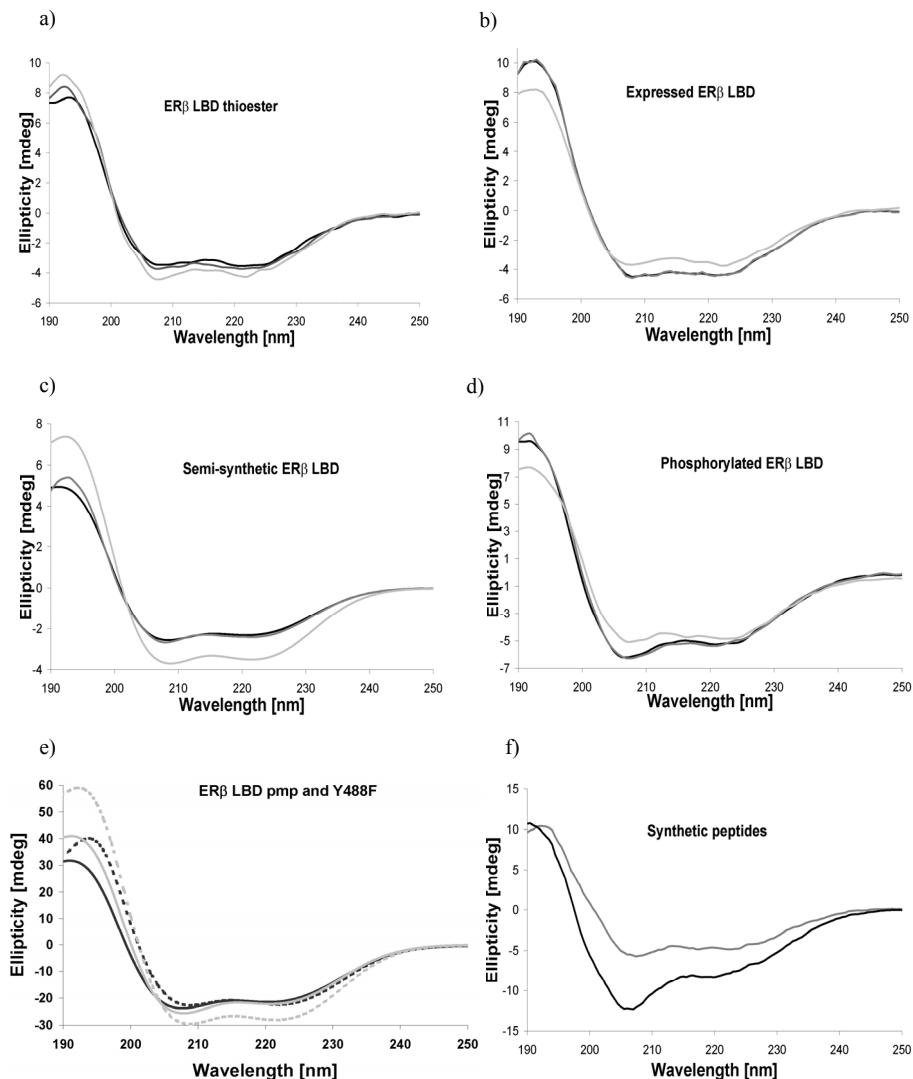 a)
ERβ LBD thioester
Ellipticity [mdeg]
10
8
6
4
2
0
-2
-4
-6
190 200 210 220 230 240 250
Wavelength [nm]
b)
Expressed ERβ LBD
Ellipticity [mdeg]
12
10
8
6
4
2
0
-2
-4
-6
190 200 210 220 230 240 250
Wavelength [nm]
c)
Semi-synthetic ERβ LBD
Ellipticity [mdeg]
8
6
4
2
0
-2
-4
190 200 210 220 230 240 250
Wavelength [nm]
d)
Phosphorylated ERβ LBD
Ellipticity [mdeg]
11
9
7
5
3
1
-1
-3
-5
-7
190 200 210 220 230 240 250
Wavelength [nm]
e)
ERβ LBD pmp and Y488F
Ellipticity [mdeg]
60
50
40
30
20
10
0
-10
-20
-30
190 200 210 220 230 240 250
Wavelength [nm]
f)
Synthetic peptides
Ellipticity [mdeg]
15
10
5
0
-5
-10
-15
190 200 210 220 230 240 250
Wavelength [nm]